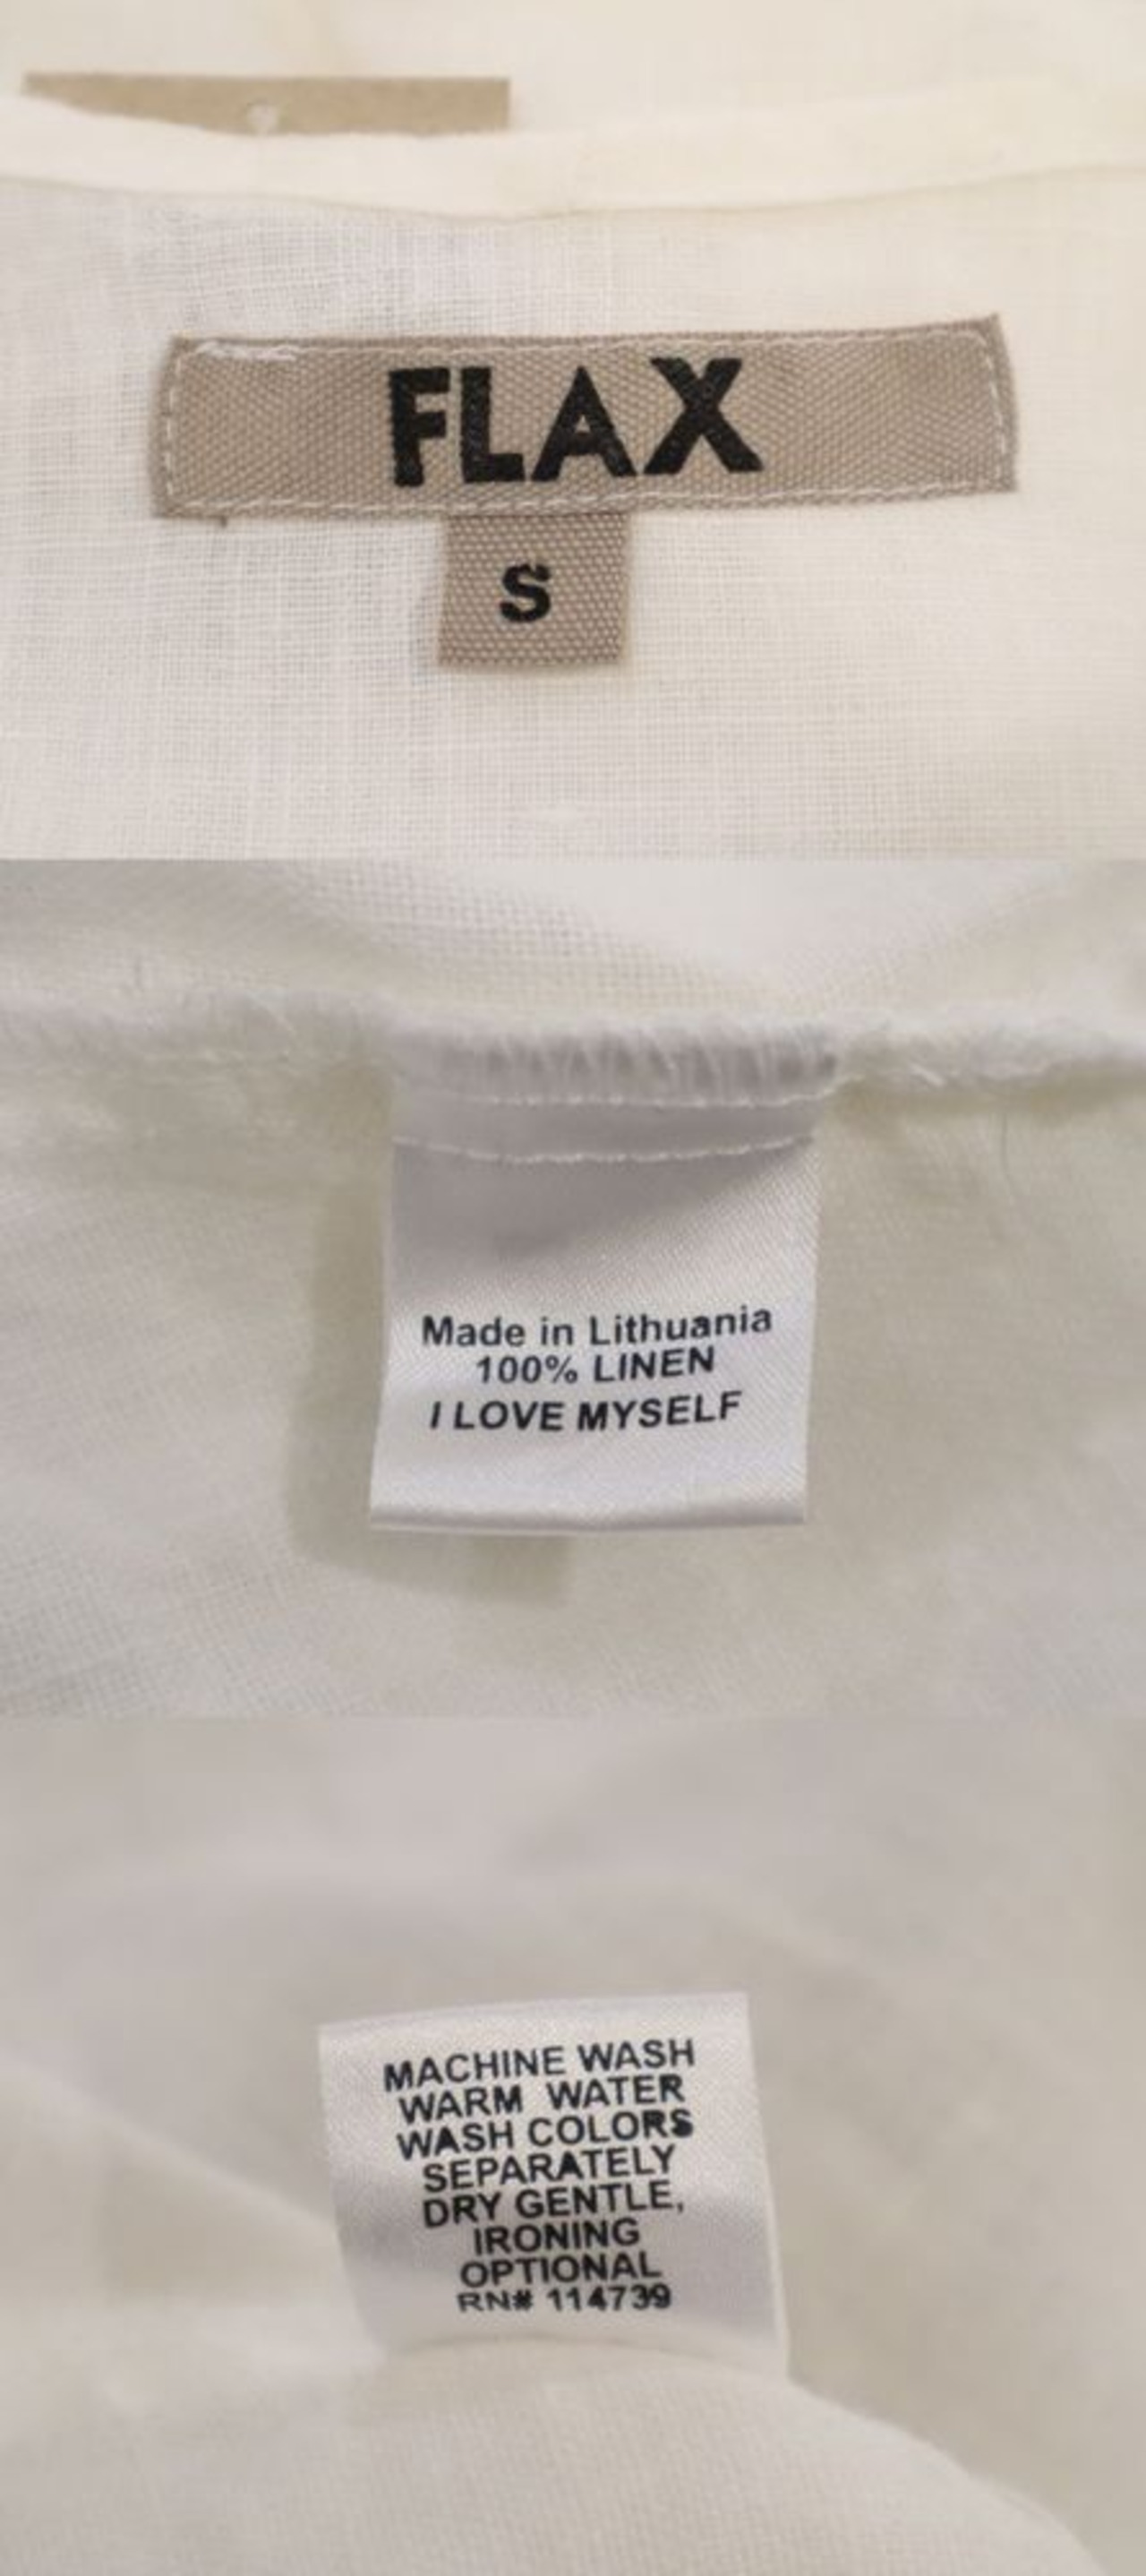 FLAX
S
Made in Lithuania
100% LINEN
I LOVE MYSELF
MACHINE WASH
WARM WATER
WASH COLORS
SEPARATELY
DRY GENTLE,
IRONING
OPTIONAL
RN# 114739